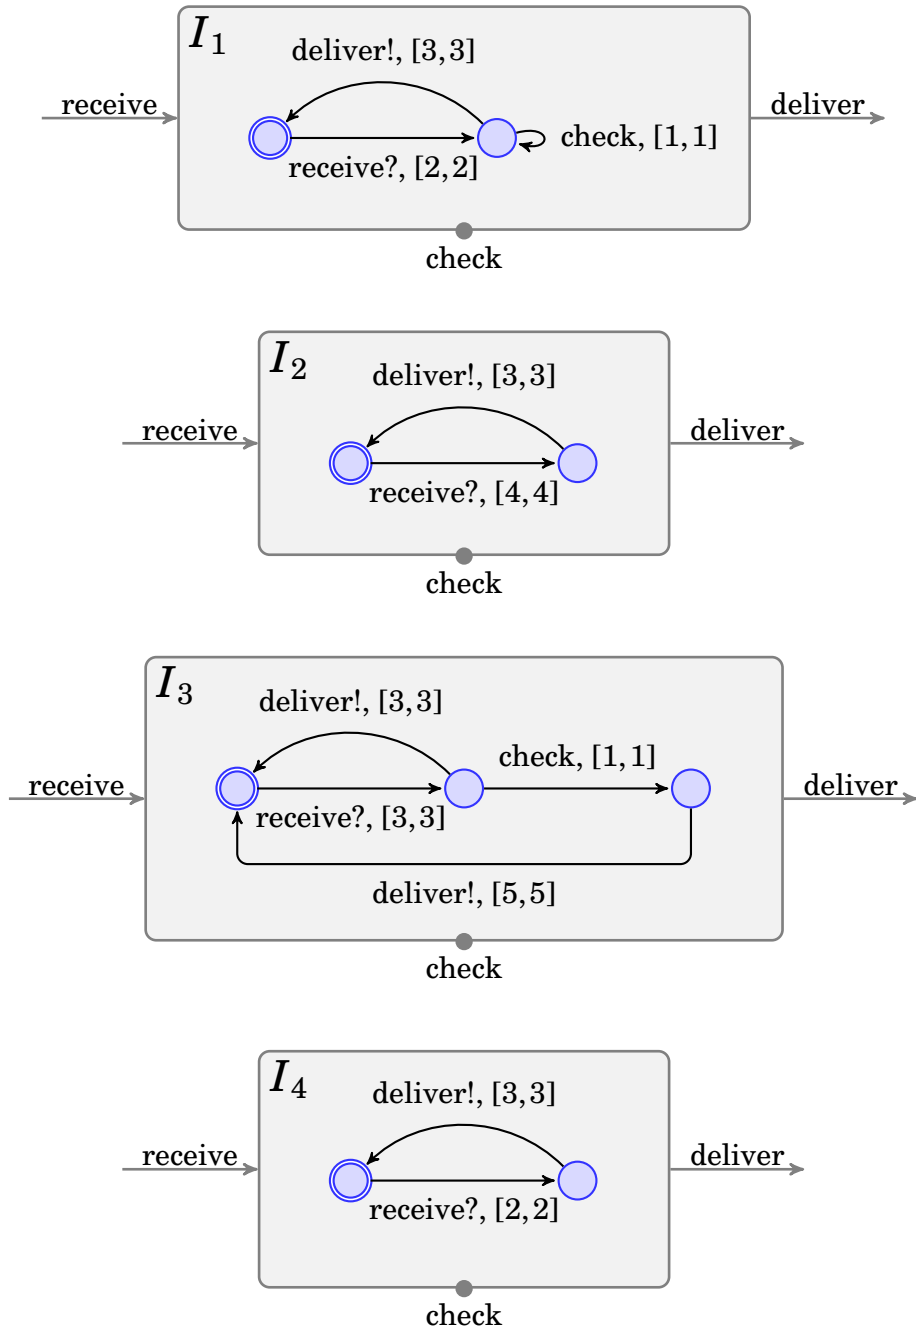 I1
deliver!, [3,3]
receive
deliver
check, [1,1]
receive?, [2,2]
check
I2
deliver!, [3,3]
receive
deliver
receive?, [4,4]
check
I3
deliver!, [3,3]
check, [1,1]
receive
deliver
receive?, [3,3]
deliver!, [5,5]
check
I4
deliver!, [3,3]
receive
deliver
receive?, [2,2]
check